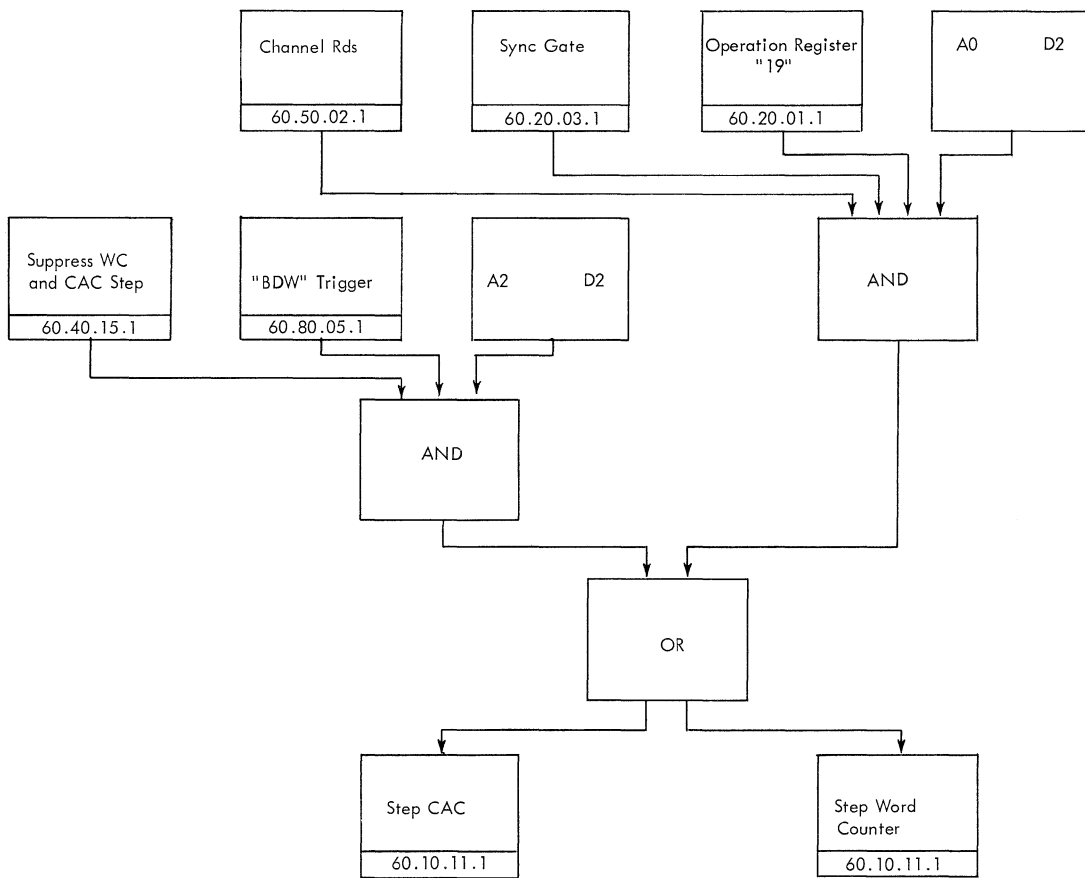 Channel Rds
60.50.02.1
Sync Gate
60.20.03.1
Operation Register
"19"
60.20.01.1
A0 D2
Suppress WC
and CAC Step
60.40.15.1
"BDW" Trigger
60.80.05.1
A2 D2
AND
AND
OR
Step CAC
60.10.11.1
Step Word
Counter
60.10.11.1